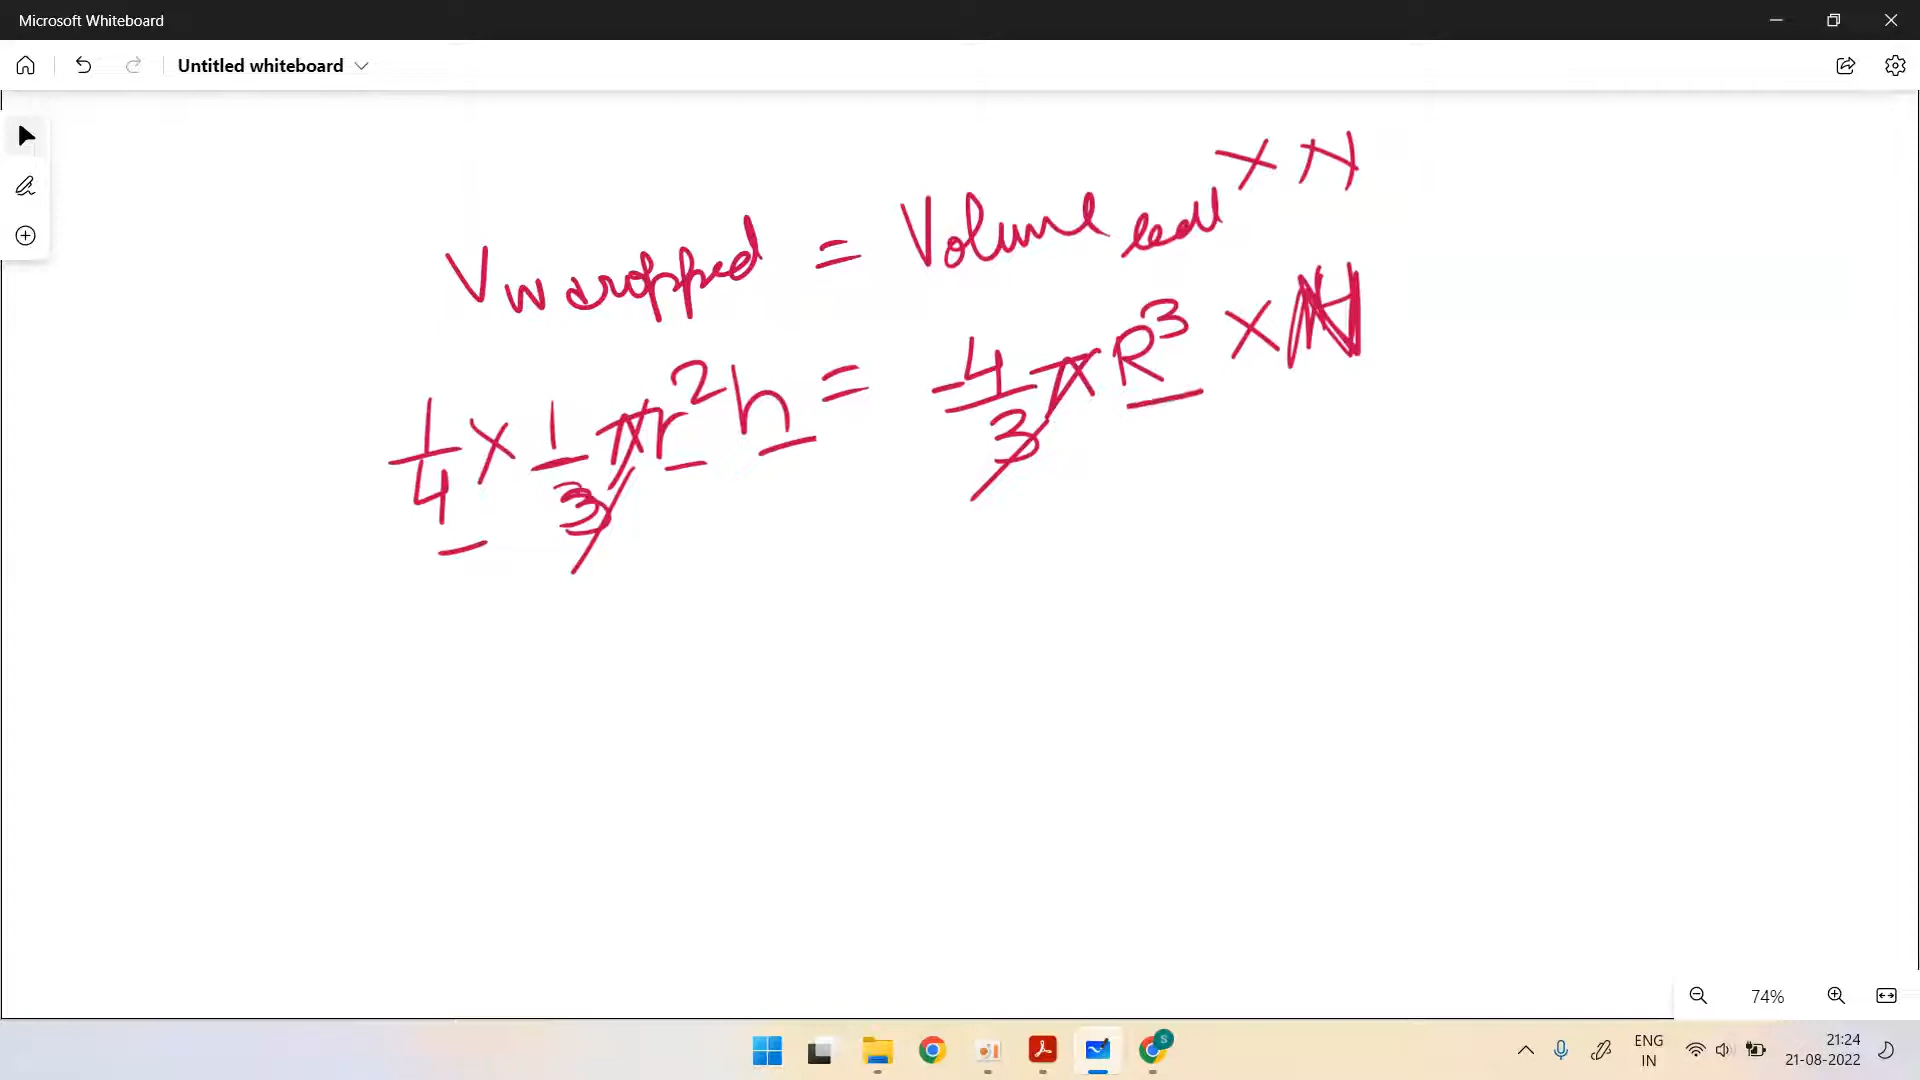 Microsoft Whiteboard
Untitled whiteboard
V w dropped = Volume lead × N
1/4 × 1/3 πr²h = 4/3 πR³ × N
74%
ENG
IN
21:24
21-08-2022
S